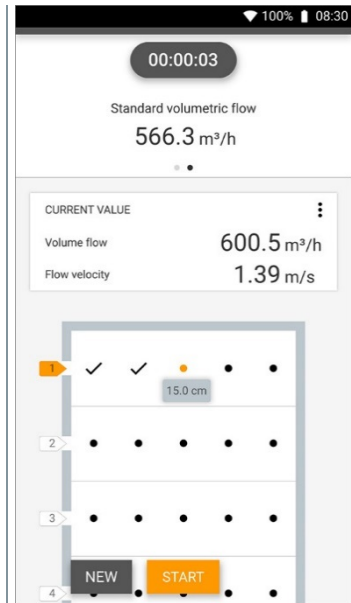 100% 08:30
00:00:03
Standard volumetric flow
566.3 m³/h
CURRENT VALUE
Volume flow 600.5 m³/h
Flow velocity 1.39 m/s
1
15.0 cm
2
3
4
NEW START